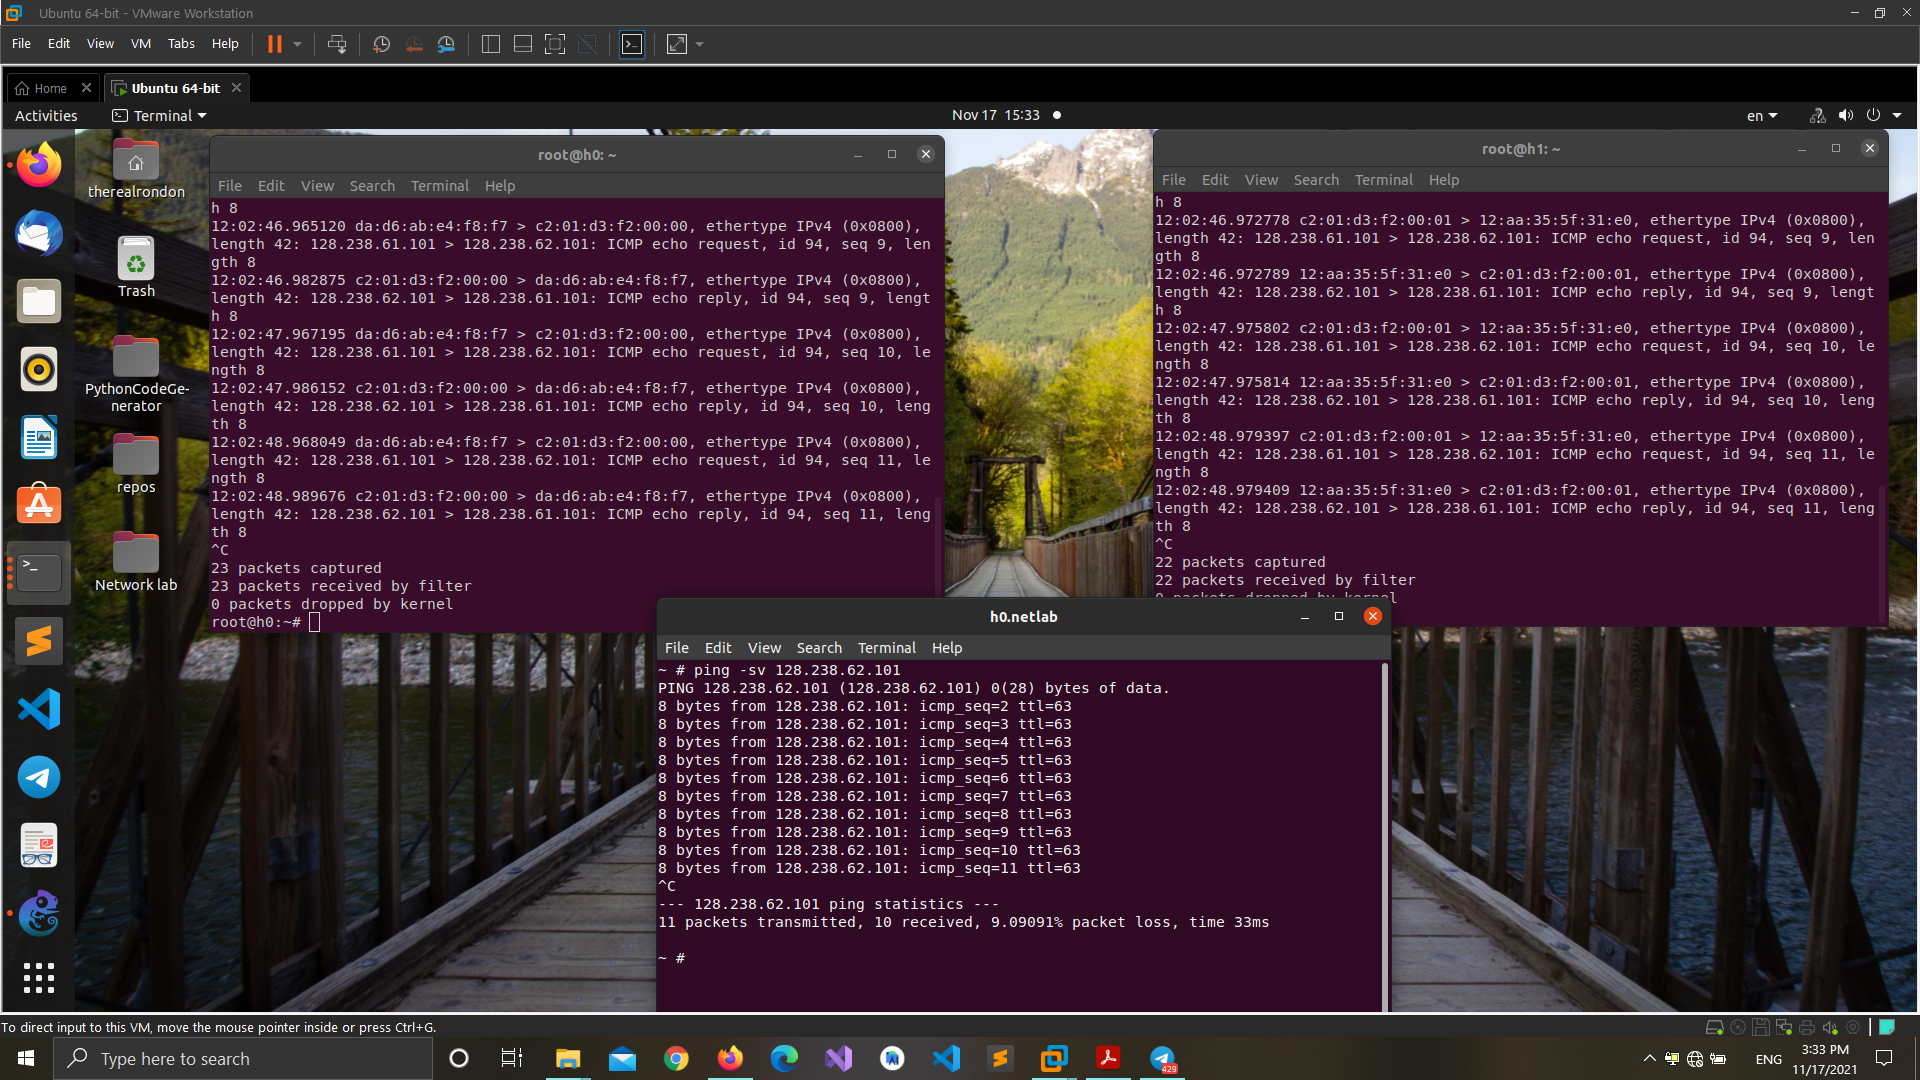 Ubuntu 64-bit - VMware Workstation
File Edit View VM Tabs Help
Home
Ubuntu 64-bit
Activities
Terminal
Nov 17 15:33
en
therealrondon
Trash
PythonCodeGe-
nerator
repos
Network lab
root@h0: ~
File Edit View Search Terminal Help
h 8
12:02:46.965120 da:d6:ab:e4:f8:f7 > c2:01:d3:f2:00:00, ethertype IPv4 (0x0800),
length 42: 128.238.61.101 > 128.238.62.101: ICMP echo request, id 94, seq 9, len
gth 8
12:02:46.982875 c2:01:d3:f2:00:00 > da:d6:ab:e4:f8:f7, ethertype IPv4 (0x0800),
length 42: 128.238.62.101 > 128.238.61.101: ICMP echo reply, id 94, seq 9, lengt
h 8
12:02:47.967195 da:d6:ab:e4:f8:f7 > c2:01:d3:f2:00:00, ethertype IPv4 (0x0800),
length 42: 128.238.61.101 > 128.238.62.101: ICMP echo request, id 94, seq 10, le
ngth 8
12:02:47.986152 c2:01:d3:f2:00:00 > da:d6:ab:e4:f8:f7, ethertype IPv4 (0x0800),
length 42: 128.238.62.101 > 128.238.61.101: ICMP echo reply, id 94, seq 10, leng
th 8
12:02:48.968049 da:d6:ab:e4:f8:f7 > c2:01:d3:f2:00:00, ethertype IPv4 (0x0800),
length 42: 128.238.61.101 > 128.238.62.101: ICMP echo request, id 94, seq 11, le
ngth 8
12:02:48.989676 c2:01:d3:f2:00:00 > da:d6:ab:e4:f8:f7, ethertype IPv4 (0x0800),
length 42: 128.238.62.101 > 128.238.61.101: ICMP echo reply, id 94, seq 11, leng
th 8
^C
23 packets captured
23 packets received by filter
0 packets dropped by kernel
root@h0:~#
root@h1: ~
File Edit View Search Terminal Help
h 8
12:02:46.972778 c2:01:d3:f2:00:01 > 12:aa:35:5f:31:e0, ethertype IPv4 (0x0800),
length 42: 128.238.61.101 > 128.238.62.101: ICMP echo request, id 94, seq 9, len
gth 8
12:02:46.972789 12:aa:35:5f:31:e0 > c2:01:d3:f2:00:01, ethertype IPv4 (0x0800),
length 42: 128.238.62.101 > 128.238.61.101: ICMP echo reply, id 94, seq 9, lengt
h 8
12:02:47.975802 c2:01:d3:f2:00:01 > 12:aa:35:5f:31:e0, ethertype IPv4 (0x0800),
length 42: 128.238.61.101 > 128.238.62.101: ICMP echo request, id 94, seq 10, le
ngth 8
12:02:47.975814 12:aa:35:5f:31:e0 > c2:01:d3:f2:00:01, ethertype IPv4 (0x0800),
length 42: 128.238.62.101 > 128.238.61.101: ICMP echo reply, id 94, seq 10, leng
th 8
12:02:48.979397 c2:01:d3:f2:00:01 > 12:aa:35:5f:31:e0, ethertype IPv4 (0x0800),
length 42: 128.238.61.101 > 128.238.62.101: ICMP echo request, id 94, seq 11, le
ngth 8
12:02:48.979409 12:aa:35:5f:31:e0 > c2:01:d3:f2:00:01, ethertype IPv4 (0x0800),
length 42: 128.238.62.101 > 128.238.61.101: ICMP echo reply, id 94, seq 11, leng
th 8
^C
22 packets captured
22 packets received by filter
0 packets dropped by kernel
h0.netlab
File Edit View Search Terminal Help
~ # ping -sv 128.238.62.101
PING 128.238.62.101 (128.238.62.101) 0(28) bytes of data.
8 bytes from 128.238.62.101: icmp_seq=2 ttl=63
8 bytes from 128.238.62.101: icmp_seq=3 ttl=63
8 bytes from 128.238.62.101: icmp_seq=4 ttl=63
8 bytes from 128.238.62.101: icmp_seq=5 ttl=63
8 bytes from 128.238.62.101: icmp_seq=6 ttl=63
8 bytes from 128.238.62.101: icmp_seq=7 ttl=63
8 bytes from 128.238.62.101: icmp_seq=8 ttl=63
8 bytes from 128.238.62.101: icmp_seq=9 ttl=63
8 bytes from 128.238.62.101: icmp_seq=10 ttl=63
8 bytes from 128.238.62.101: icmp_seq=11 ttl=63
^C
--- 128.238.62.101 ping statistics ---
11 packets transmitted, 10 received, 9.09091% packet loss, time 33ms
~ #
To direct input to this VM, move the mouse pointer inside or press Ctrl+G.
Type here to search
429
ENG
3:33 PM
11/17/2021